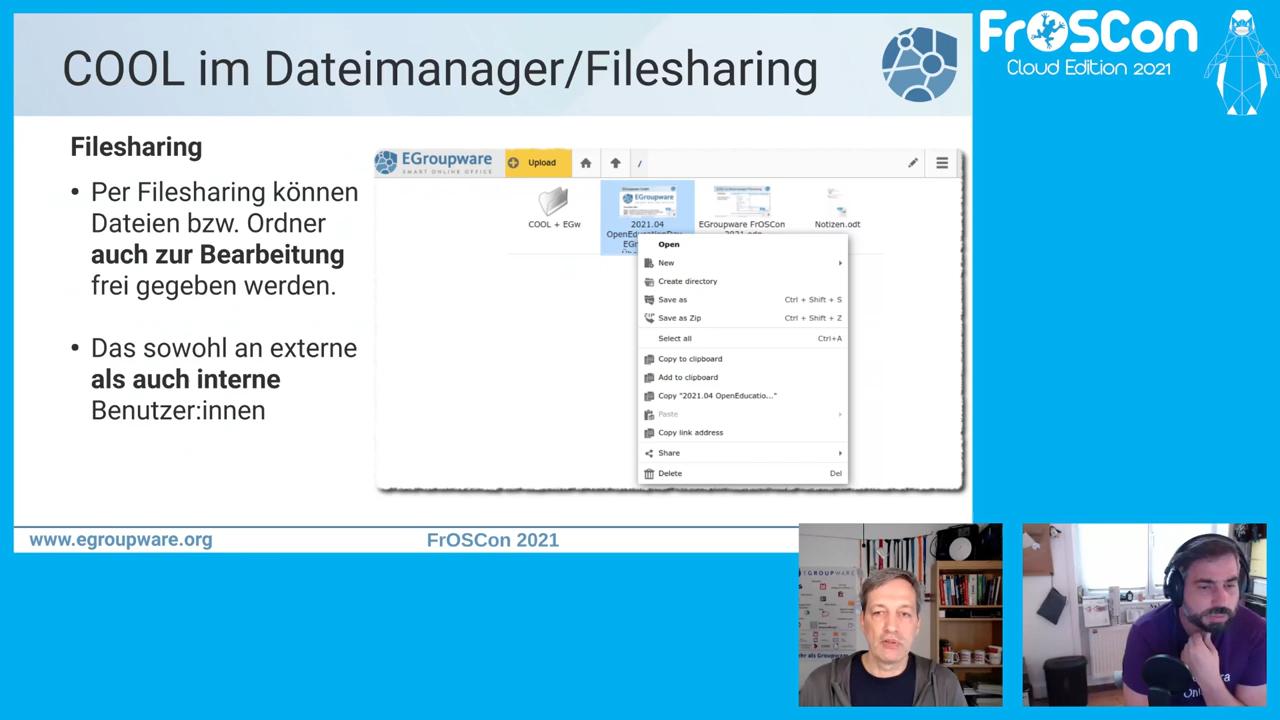 COOL im Dateimanager/Filesharing
FrOSCon
Cloud Edition 2021
Filesharing
• Per Filesharing können
Dateien bzw. Ordner
auch zur Bearbeitung
frei gegeben werden.
• Das sowohl an externe
als auch interne
Benutzer:innen
EGroupware
SMART ONLINE OFFICE
Upload
/
COOL + EGw
2021.04
EGroupware FrOSCon
Notizen.odt
Open
New
Create directory
Save as Ctrl + Shift + S
Save as Zip Ctrl + Shift + Z
Select all Ctrl+A
Copy to clipboard
Add to clipboard
Copy "2021.04 OpenEducatio..."
Paste
Copy link address
Share
Delete Del
www.egroupware.org
FrOSCon 2021
EGROUPWARE